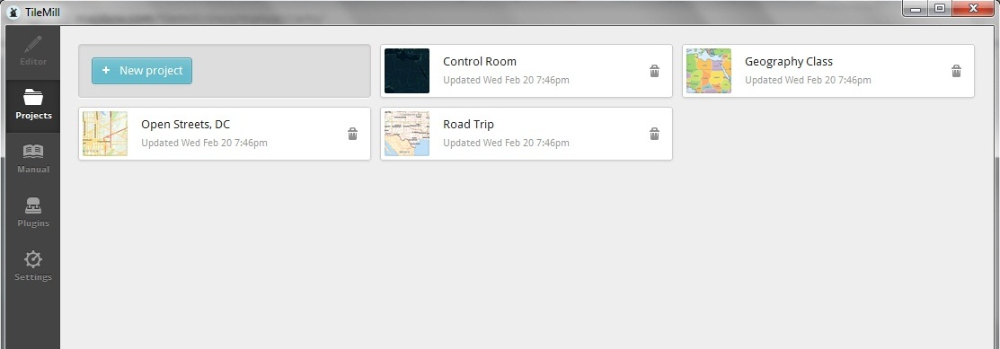 TileMill
Editor
Projects
Manual
Plugins
Settings
+ New project
Control Room
Updated Wed Feb 20 7:46pm
Geography Class
Updated Wed Feb 20 7:46pm
Open Streets, DC
Updated Wed Feb 20 7:46pm
Road Trip
Updated Wed Feb 20 7:46pm